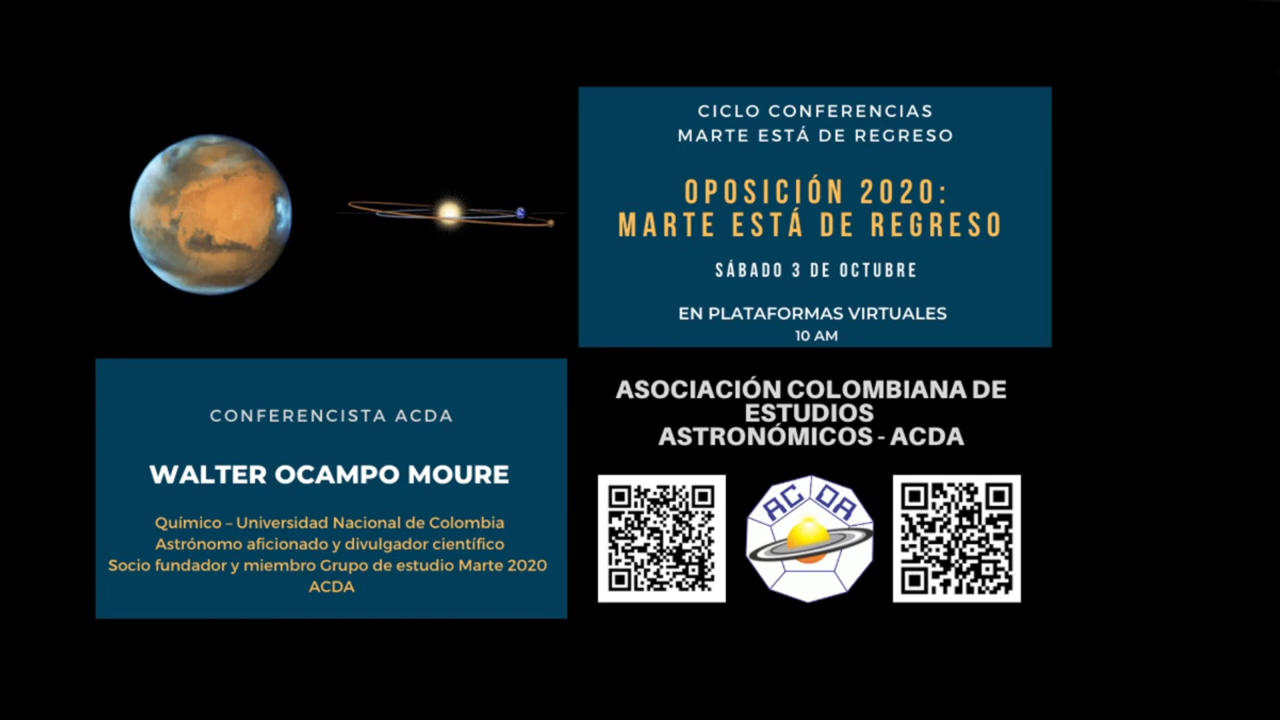 CICLO CONFERENCIAS
MARTE ESTÁ DE REGRESO
OPOSICIÓN 2020:
MARTE ESTÁ DE REGRESO
SÁBADO 3 DE OCTUBRE
EN PLATAFORMAS VIRTUALES
10 AM
CONFERENCISTA ACDA
WALTER OCAMPO MOURE
Químico – Universidad Nacional de Colombia
Astrónomo aficionado y divulgador científico
Socio fundador y miembro Grupo de estudio Marte 2020
ACDA
ASOCIACIÓN COLOMBIANA DE
ESTUDIOS
ASTRONÓMICOS - ACDA
ACDA